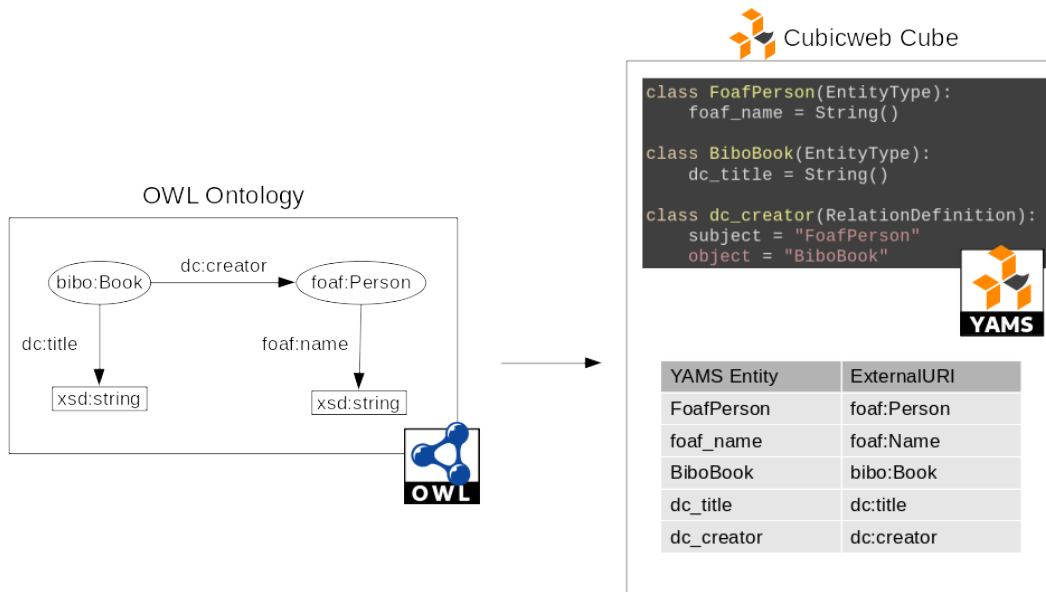 Cubicweb Cube
class FoafPerson(EntityType):
    foaf_name = String()
class BiboBook(EntityType):
    dc_title = String()
class dc_creator(RelationDefinition):
    subject = "FoafPerson"
    object = "BiboBook"
YAMS
OWL Ontology
bibo:Book
dc:creator
foaf:Person
dc:title
foaf:name
xsd:string
xsd:string
OWL
YAMS Entity ExternalURI
FoafPerson foaf:Person
foaf_name foaf:Name
BiboBook bibo:Book
dc_title dc:title
dc_creator dc:creator